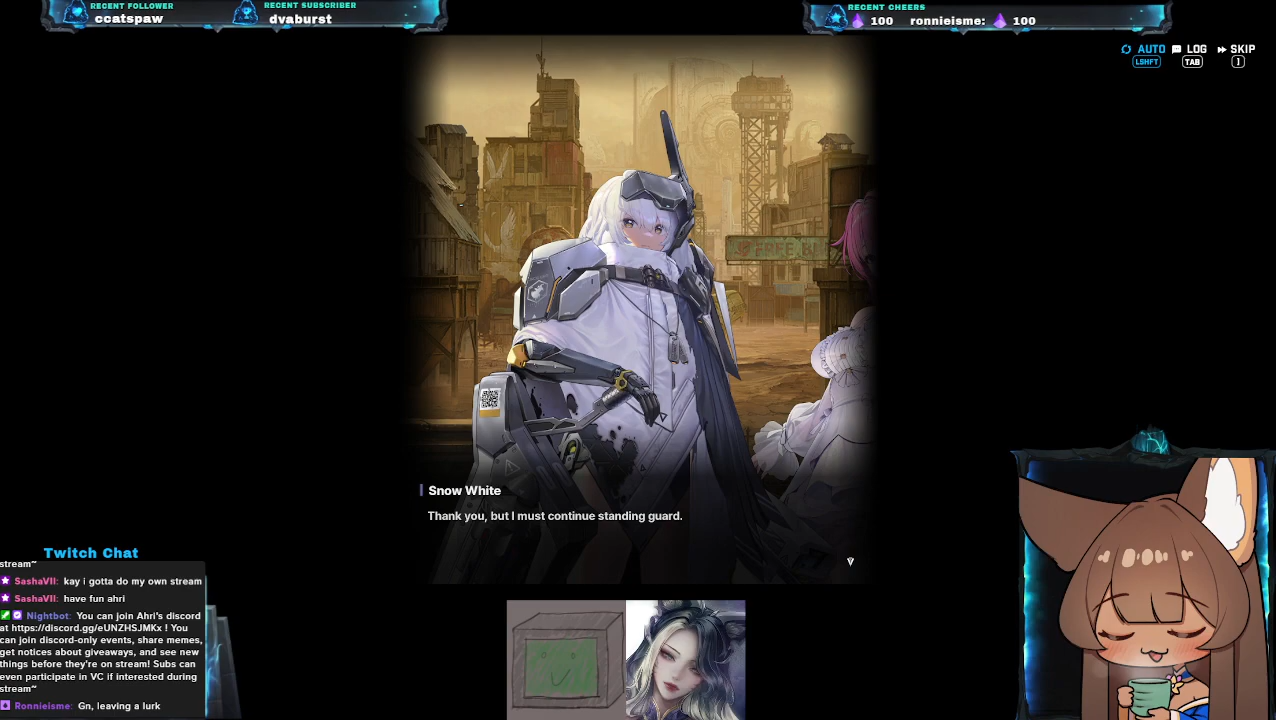 RECENT FOLLOWER
ccatspaw
RECENT SUBSCRIBER
dvaburst
RECENT CHEERS
100 ronnieisme: 100
AUTO LOG SKIP
LSHFT TAB ]
FREE
Snow White
Thank you, but I must continue standing guard.
Twitch Chat
stream~
SashaVII: kay i gotta do my own stream
SashaVII: have fun ahri
Nightbot: You can join Ahri's discord
at https://discord.gg/eUNZHSJMKx ! You
can join discord-only events, share memes,
get notices about giveaways, and see new
things before they're on stream! Subs can
even participate in VC if interested during
stream~
Ronnieisme: Gn, leaving a lurk